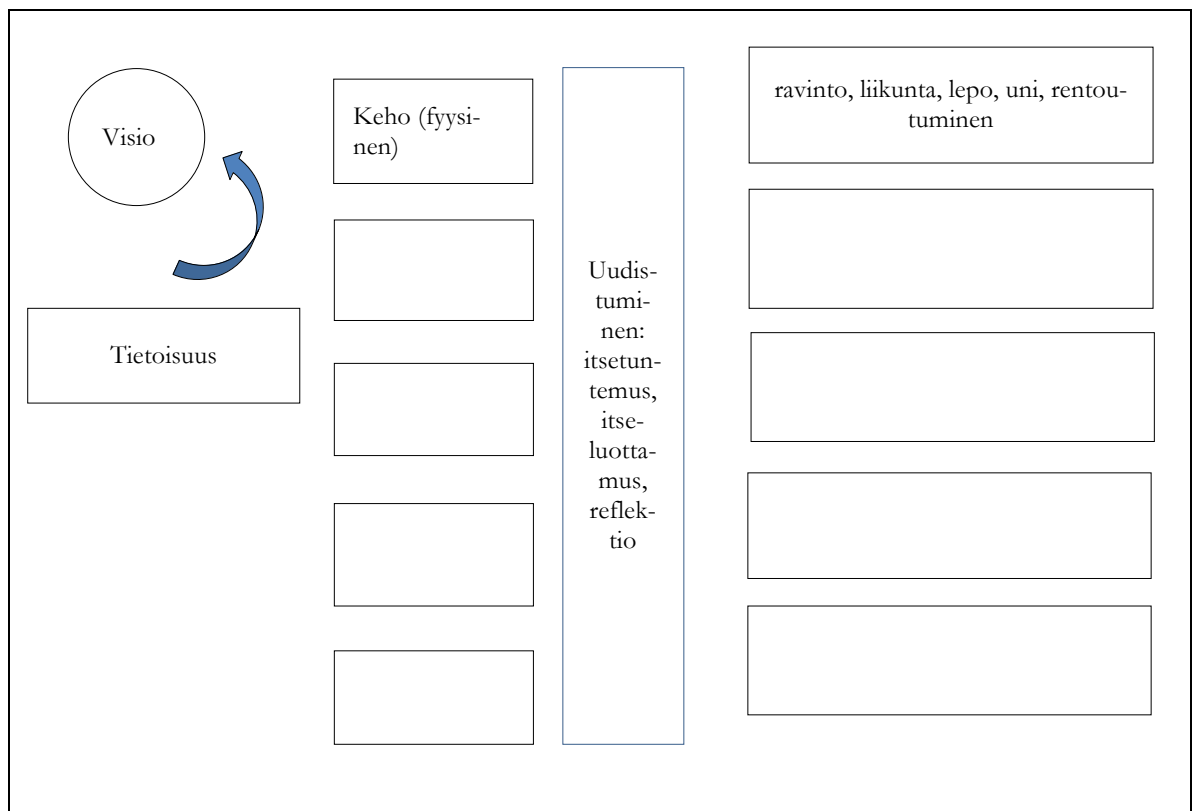 Visio
Keho (fyysi-
nen)
ravinto, liikunta, lepo, uni, rentou-
tuminen
Tietoisuus
Uudis-
tumi-
nen:
itsetun-
temus,
itse-
luotta-
mus,
reflek-
tio